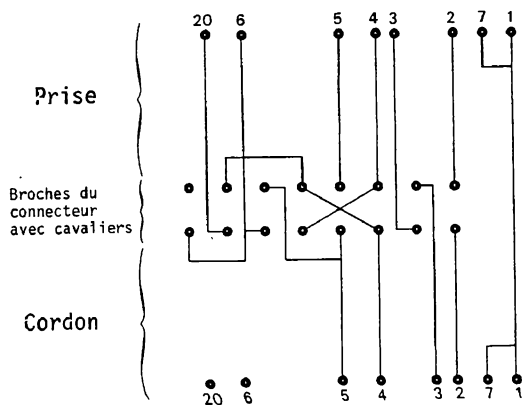 20 6 5 4 3 2 7 1
Prise
Broches du
connecteur
avec cavaliers
Cordon
20 6 5 4 3 2 7 1